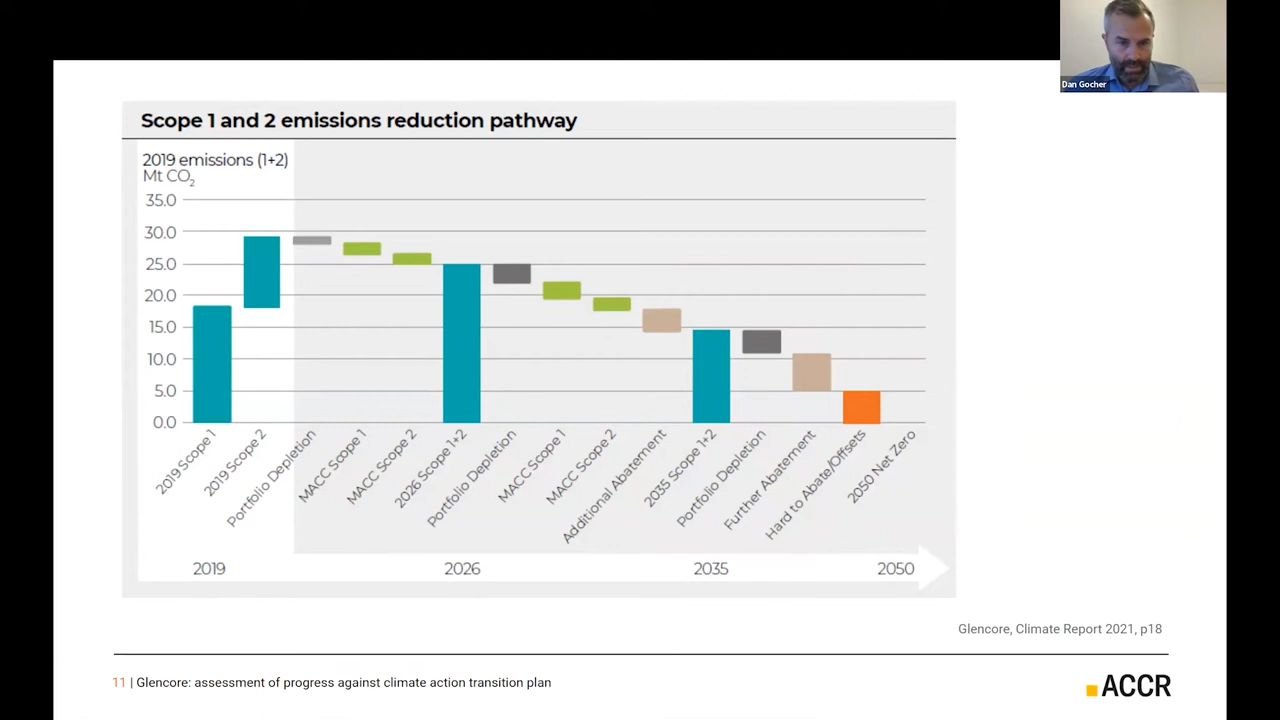 Dan Gocher
Scope 1 and 2 emissions reduction pathway
2019 emissions (1+2)
Mt CO2
35.0
30.0
25.0
20.0
15.0
10.0
5.0
0.0
2019 Scope 1
2019 Scope 2
Portfolio Depletion
MACC Scope 1
MACC Scope 2
2026 Scope 1+2
Portfolio Depletion
MACC Scope 1
MACC Scope 2
Additional Abatement
2035 Scope 1+2
Portfolio Depletion
Further Abatement
Hard to Abate/Offsets
2050 Net Zero
2019 2026 2035 2050
Glencore, Climate Report 2021, p18
11 | Glencore: assessment of progress against climate action transition plan
ACCR